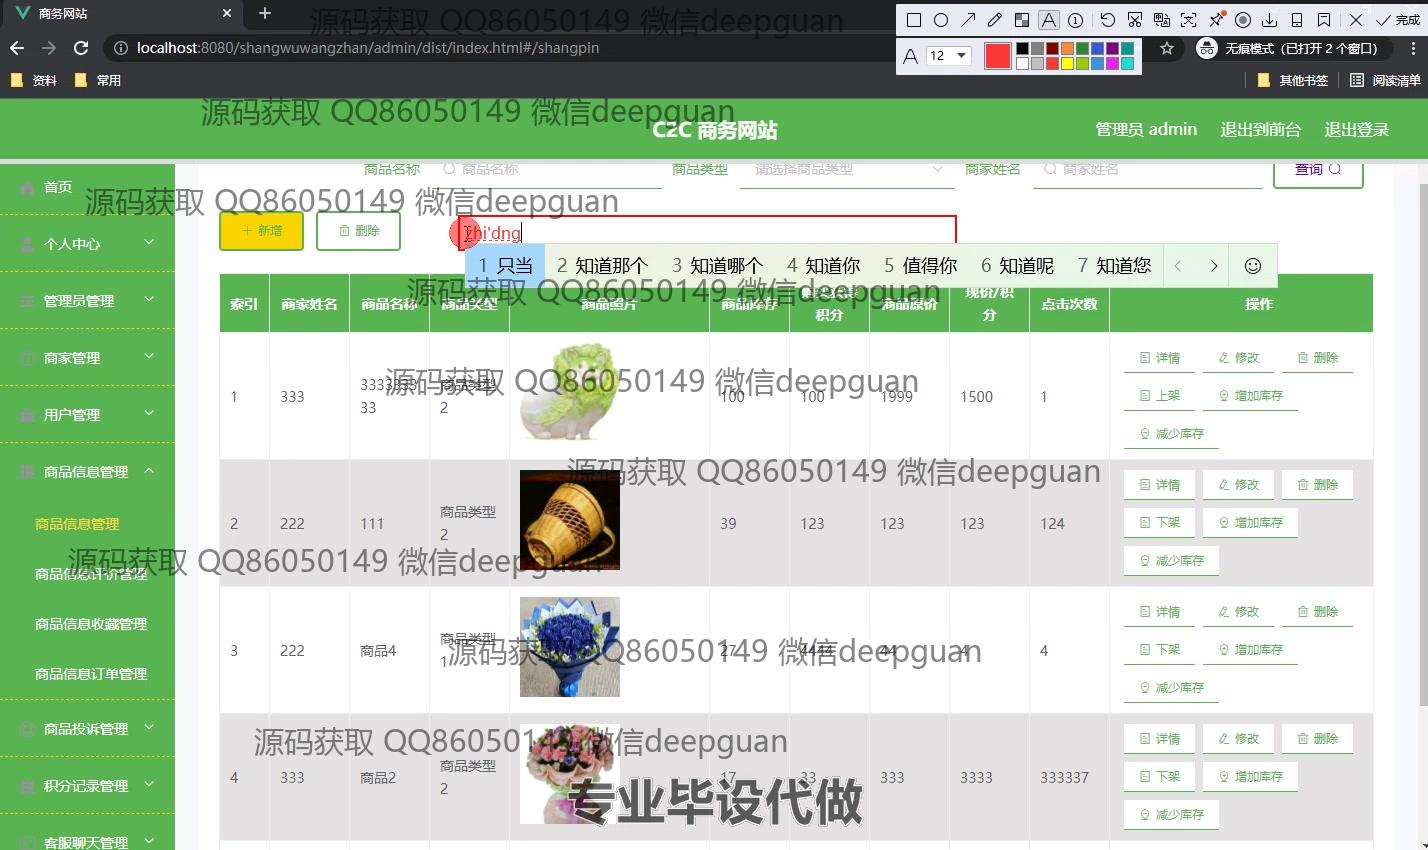 商务网站
源码获取 QQ86050149 微信deepguan
12
完成
localhost:8080/shangwuwangzhan/admin/dist/index.html#/shangpin
无痕模式 (已打开 2 个窗口)
资料
常用
其他书签
阅读清单
源码获取 QQ86050149 微信deepguan
C2C 商务网站
管理员 admin
退出到前台
退出登录
商品名称
商品名称
商品类型
请选择商品类型
商家姓名
商家姓名
查询
首页
源码获取 QQ86050149 微信deepguan
新增
删除
zhi'dng
1 只当 2 知道那个 3 知道哪个 4 知道你 5 值得你 6 知道呢 7 知道您
源码获取 QQ86050149 微信deepguan
索引 商家姓名 商品名称 商品类型 商品照片 商品库存
积分
商品原价
现价/积
分
点击次数 操作
源码获取 QQ86050149 微信deepguan
1 333
33333333
33
商品类型
2
100 100 1999 1500 1
详情 修改 删除
上架 增加库存
减少库存
源码获取 QQ86050149 微信deepguan
2 222 111
商品类型
2
39 123 123 123 124
详情 修改 删除
下架 增加库存
减少库存
源码获取 QQ86050149 微信deepguan
3 222 商品4
商品类型
1
27 4444 44 4 4
详情 修改 删除
下架 增加库存
减少库存
源码获取 QQ86050149 微信deepguan
4 333 商品2
商品类型
2
17 33 333 3333 333337
详情 修改 删除
下架 增加库存
减少库存
源码获取 QQ86050149 微信deepguan
个人中心
管理员管理
商家管理
用户管理
商品信息管理
商品信息管理
商品信息评价管理
商品信息收藏管理
商品信息订单管理
商品投诉管理
积分记录管理
客服聊天管理
专业毕设代做